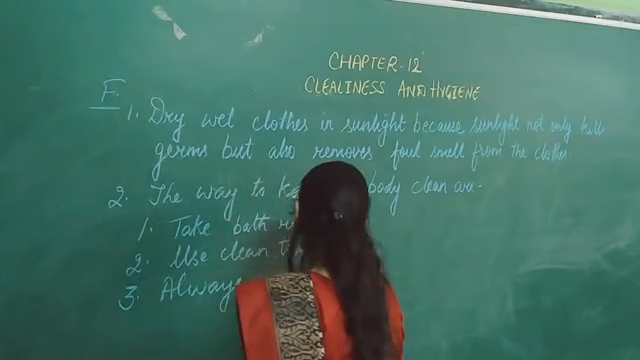 CHAPTER-12
CLEALINESS AND HYGIENE
F.
1. Dry wet clothes in sunlight because sunlight not only kills
germs but also removes foul smell from the clothes.
2. The way to body clean are.
1. Take bath
2. Use clean
3. Always